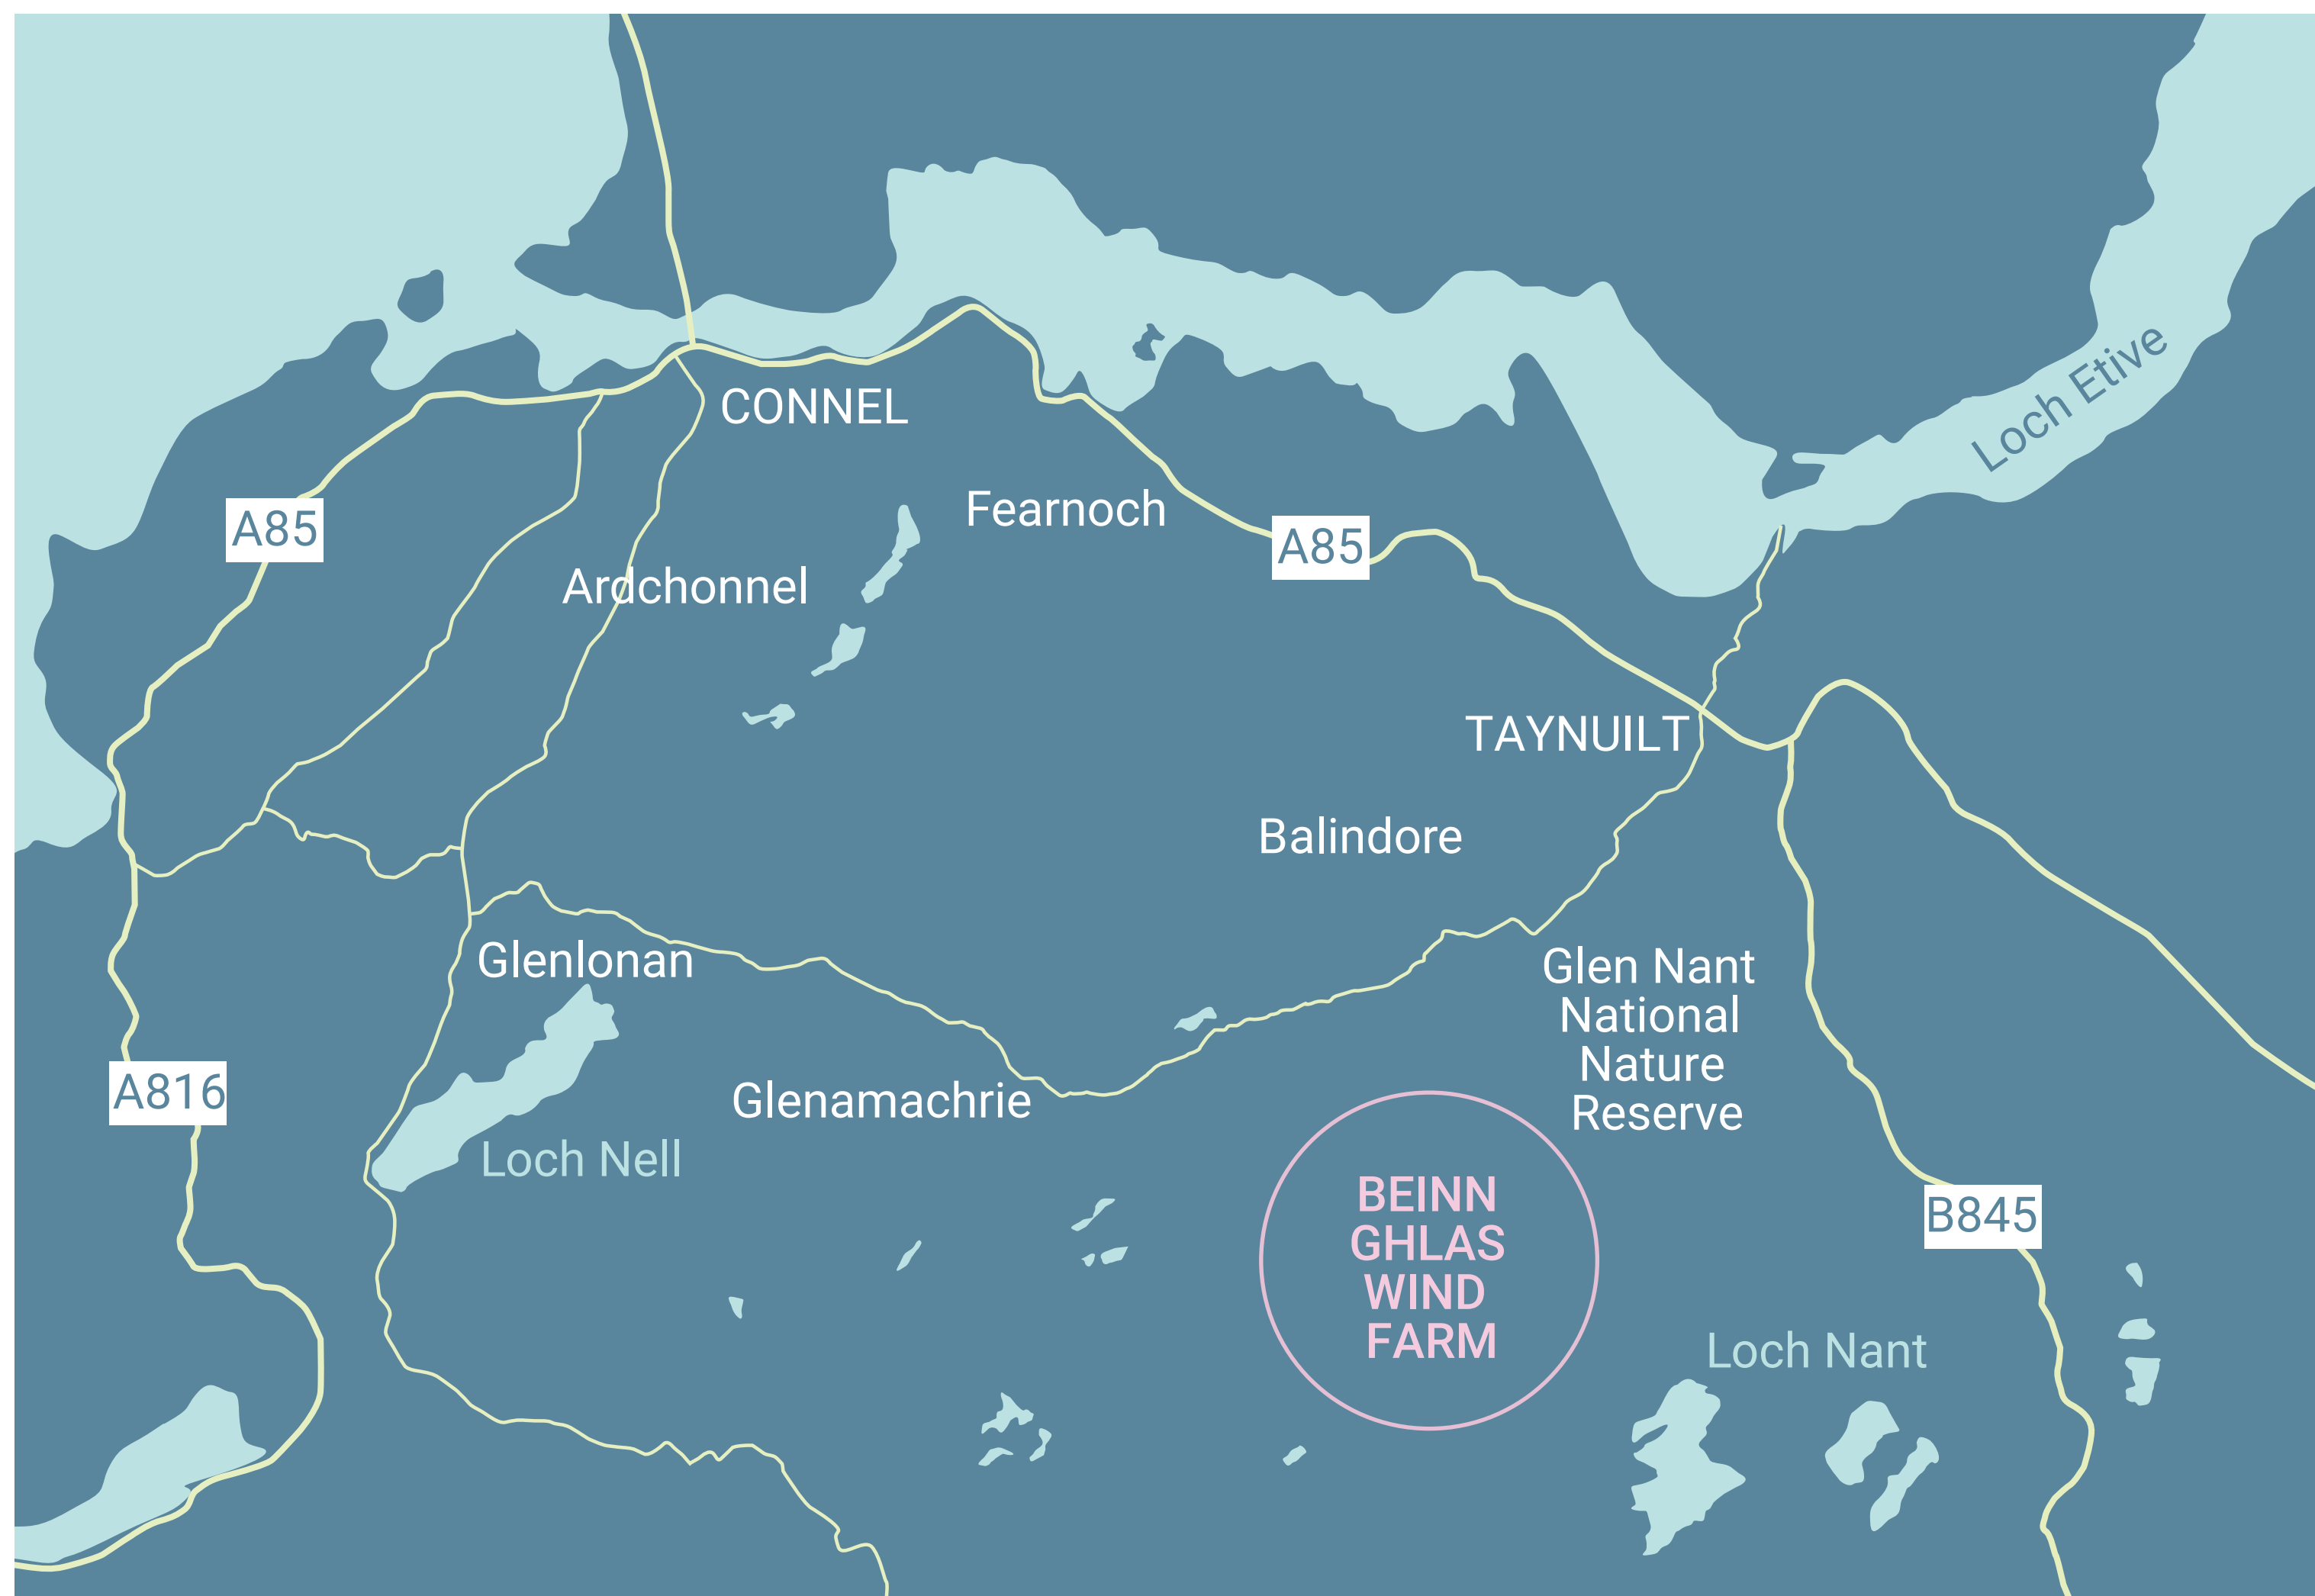 Loch Etive
CONNEL
A85
Fearnoch
A85
Ardchonnel
TAYNUILT
Balindore
Glenlonan
Glen Nant
National
Nature
Reserve
A816
Glenamachrie
Loch Nell
BEINN
GHLAS
WIND
FARM
B845
Loch Nant